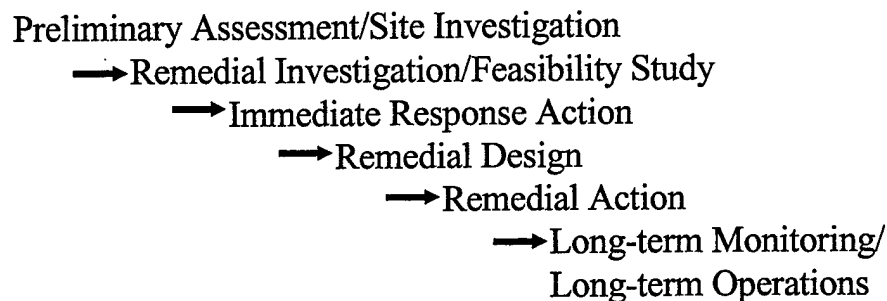 Preliminary Assessment/Site Investigation
Remedial Investigation/Feasibility Study
Immediate Response Action
Remedial Design
Remedial Action
Long-term Monitoring/
Long-term Operations